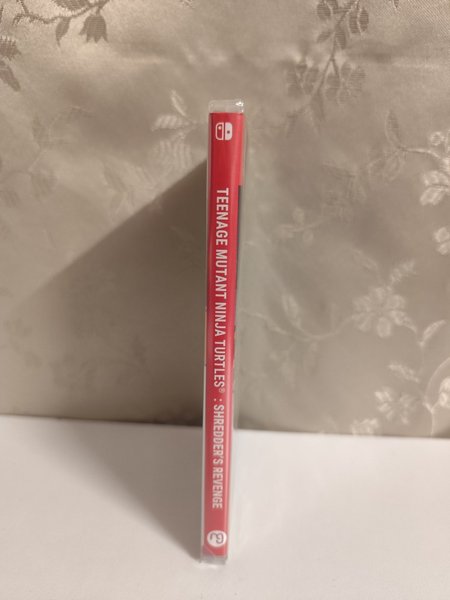 TEENAGE MUTANT NINJA TURTLES® : SHREDDER'S REVENGE